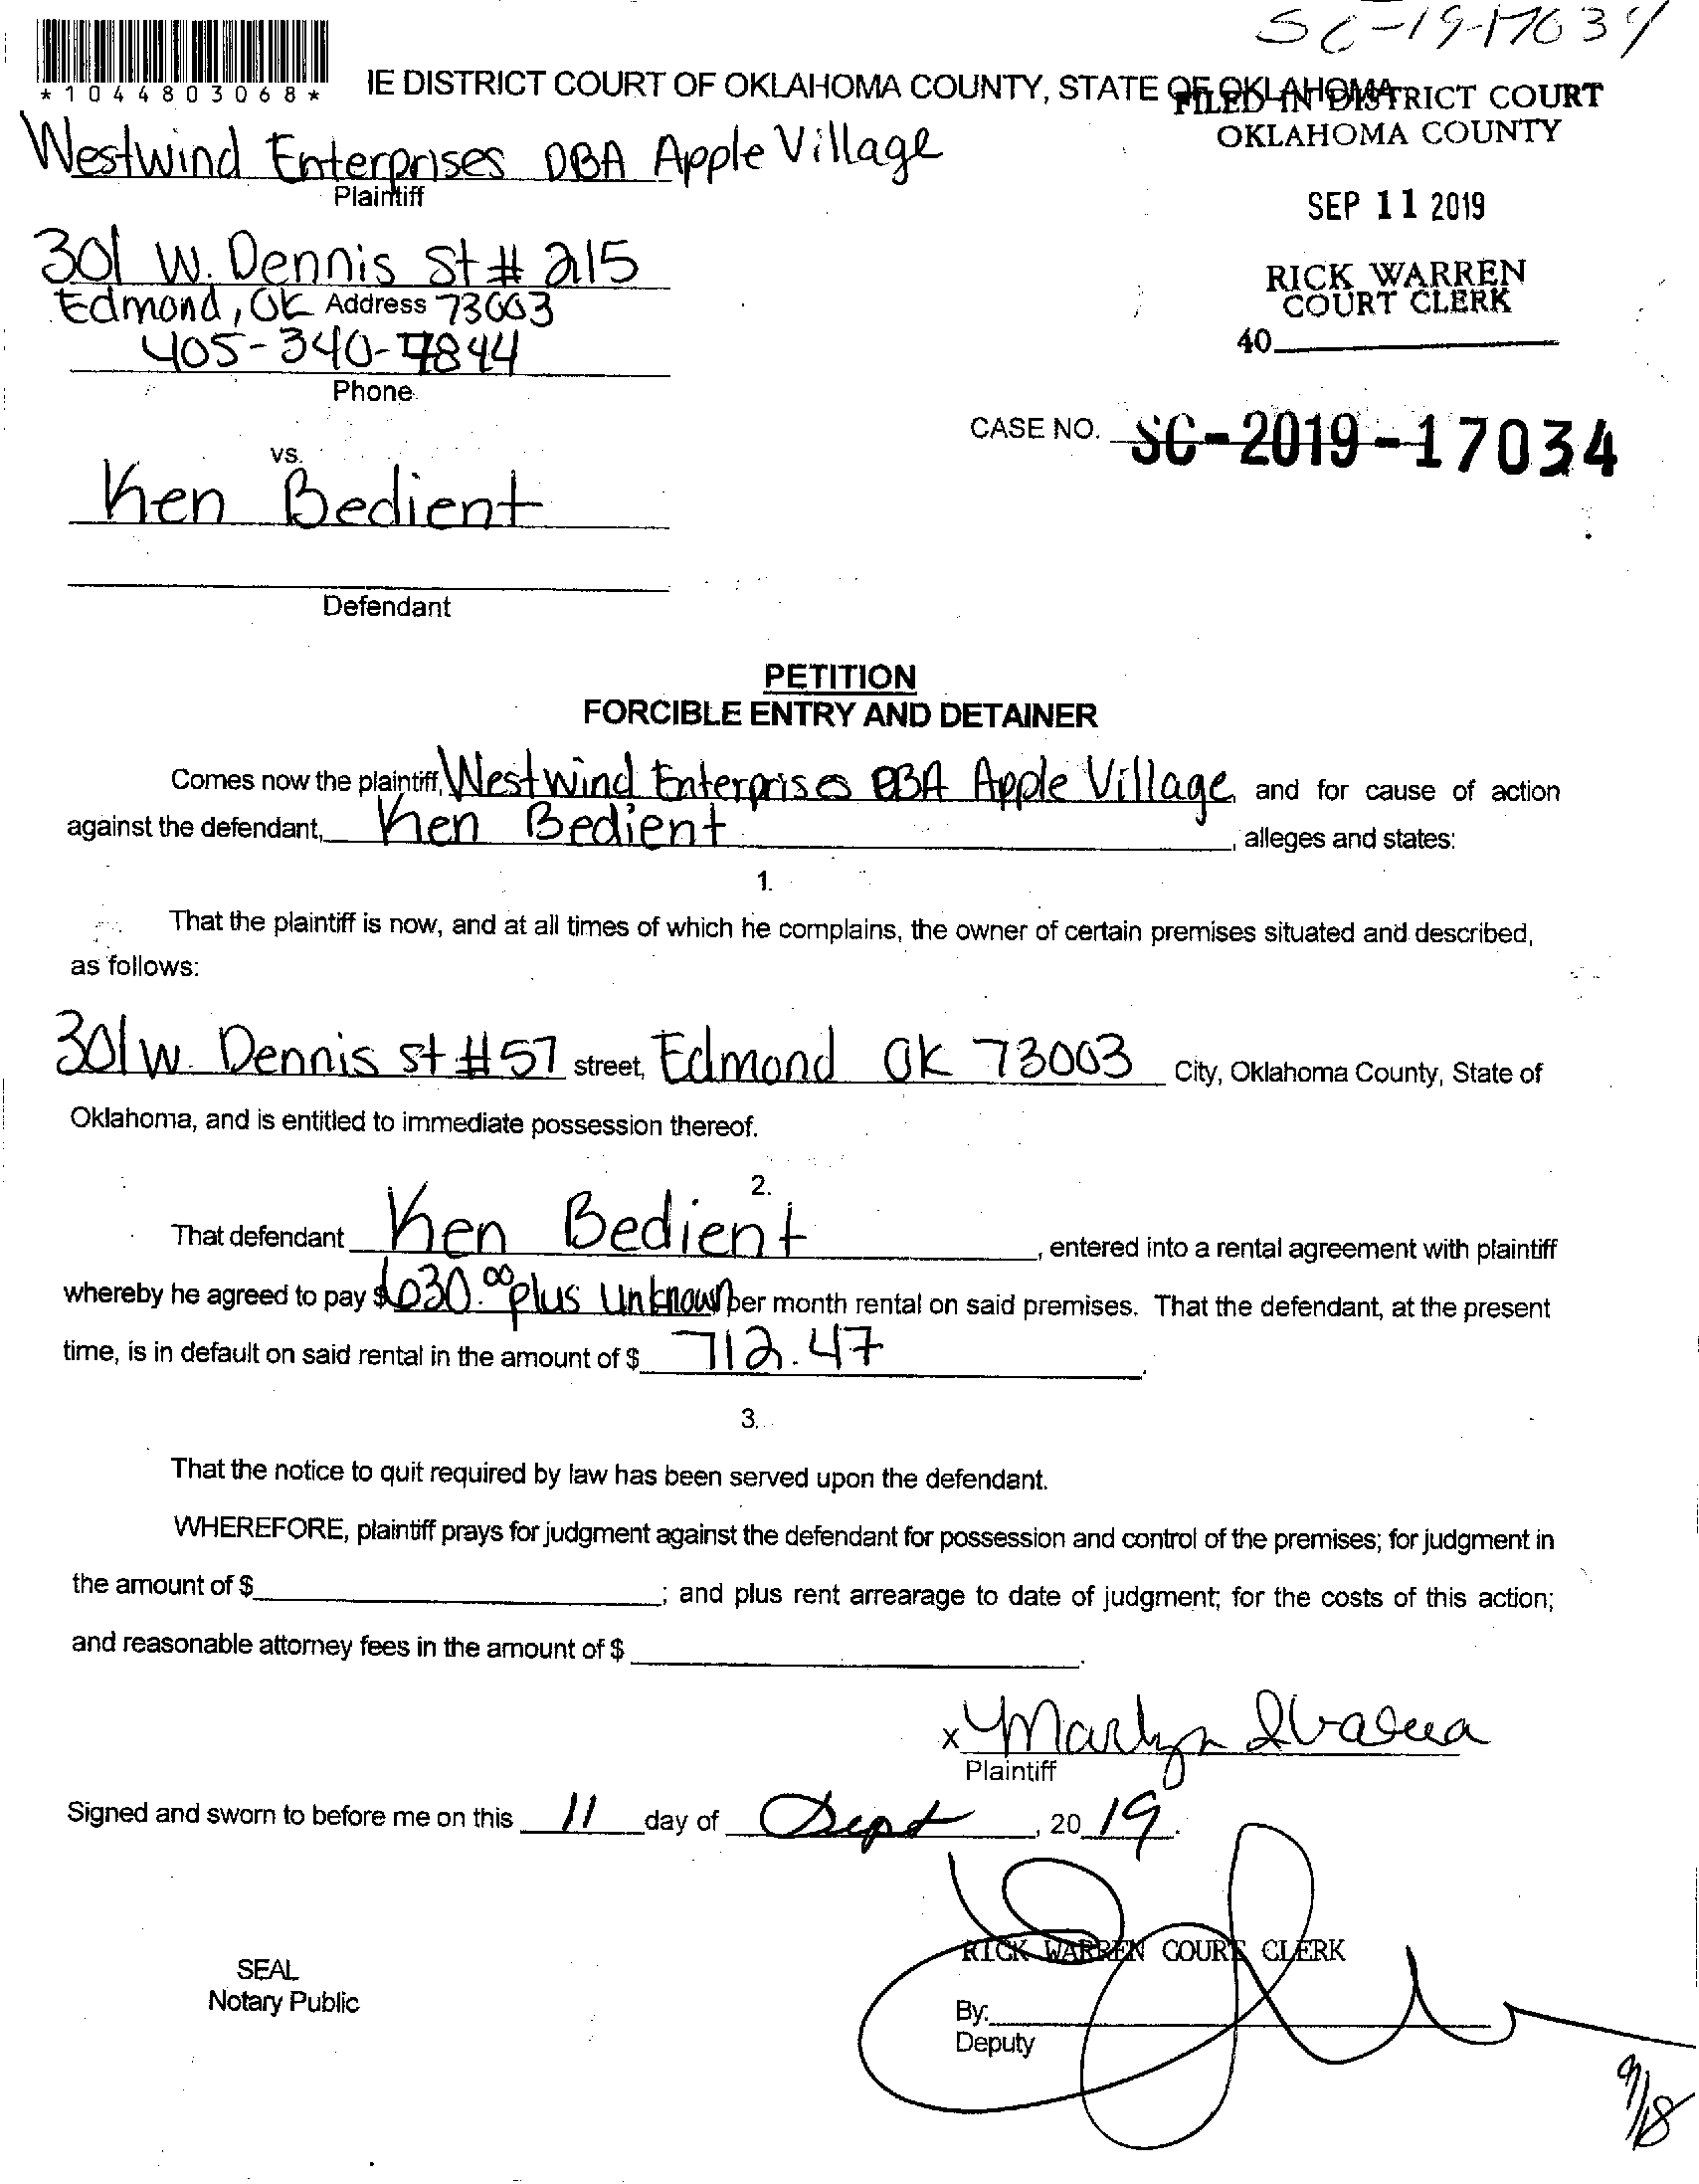 SC-19-17034
*1044803068*
IE DISTRICT COURT OF OKLAHOMA COUNTY, STATE OF OKLAHOMA
FILED IN DISTRICT COURT
OKLAHOMA COUNTY
Westwind Enterprises DBA Apple Village
Plaintiff
SEP 11 2019
301 W. Dennis St # 215
Edmond, OK Address 73003
RICK WARREN
COURT CLERK
405-340-7844
40
Phone
CASE NO. SC-2019-17034
vs.
Ken Bedient
Defendant
PETITION
FORCIBLE ENTRY AND DETAINER
Comes now the plaintiff, Westwind Enterprises DBA Apple Village, and for cause of action
against the defendant, Ken Bedient, alleges and states:
1.
That the plaintiff is now, and at all times of which he complains, the owner of certain premises situated and described,
as follows:
301 W. Dennis St #57 street, Edmond OK 73003 City, Oklahoma County, State of
Oklahoma, and is entitled to immediate possession thereof.
2.
That defendant Ken Bedient, entered into a rental agreement with plaintiff
whereby he agreed to pay $630.00 plus unknown per month rental on said premises. That the defendant, at the present
time, is in default on said rental in the amount of $ 712.47.
3.
That the notice to quit required by law has been served upon the defendant.
WHEREFORE, plaintiff prays for judgment against the defendant for possession and control of the premises; for judgment in
the amount of $ ; and plus rent arrearage to date of judgment; for the costs of this action;
and reasonable attorney fees in the amount of $ .
x Marlyn
Plaintiff
Signed and sworn to before me on this 11 day of Sept, 20 19.
RICK WARREN COURT CLERK
SEAL
Notary Public
By:
Deputy
9/18